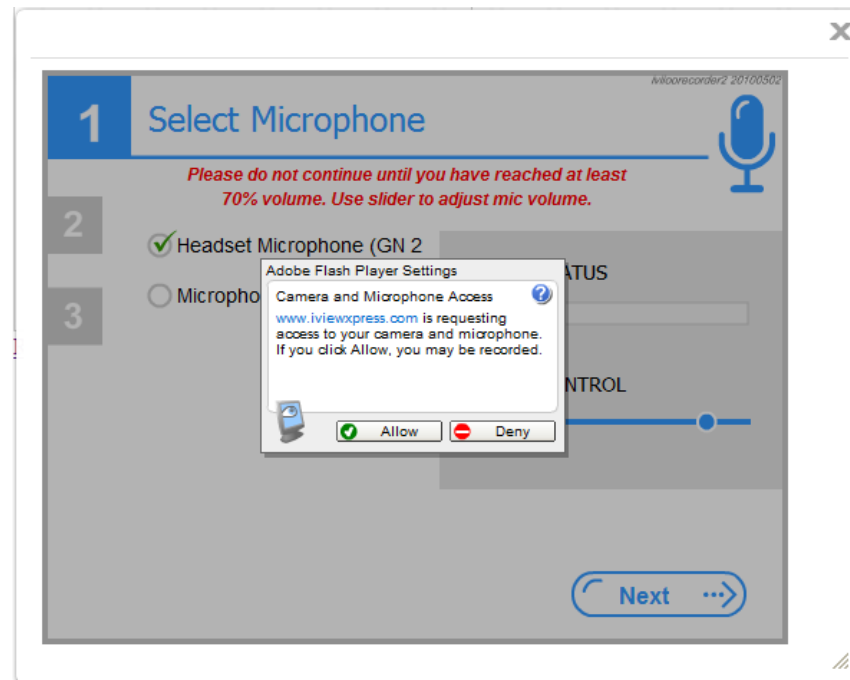 X
iviicorecorder2 20100502
1
Select Microphone
Please do not continue until you have reached at least
70% volume. Use slider to adjust mic volume.
2
Headset Microphone (GN 2
ATUS
Micropho
3
Adobe Flash Player Settings
Camera and Microphone Access
?
www.iviewxpress.com is requesting
access to your camera and microphone.
If you click Allow, you may be recorded.
NTROL
Allow
Deny
Next